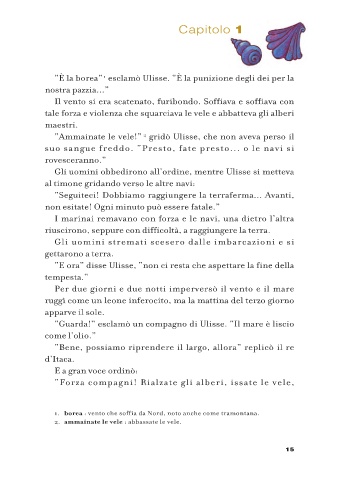 Capitolo 1
"È la borea"¹ esclamò Ulisse. "È la punizione degli dei per la
nostra pazzia..."
Il vento si era scatenato, furibondo. Soffiava e soffiava con
tale forza e violenza che squarciava le vele e abbatteva gli alberi
maestri.
"Ammainate le vele!"² gridò Ulisse, che non aveva perso il
suo sangue freddo. "Presto, fate presto... o le navi si
rovesceranno."
Gli uomini obbedirono all'ordine, mentre Ulisse si metteva
al timone gridando verso le altre navi:
"Seguiteci! Dobbiamo raggiungere la terraferma... Avanti,
non esitate! Ogni minuto può essere fatale."
I marinai remavano con forza e le navi, una dietro l'altra
riuscirono, seppure con difficoltà, a raggiungere la terra.
Gli uomini stremati scesero dalle imbarcazioni e si
gettarono a terra.
"E ora" disse Ulisse, "non ci resta che aspettare la fine della
tempesta."
Per due giorni e due notti imperversò il vento e il mare
ruggì come un leone inferocito, ma la mattina del terzo giorno
apparve il sole.
"Guarda!" esclamò un compagno di Ulisse. "Il mare è liscio
come l'olio."
"Bene, possiamo riprendere il largo, allora" replicò il re
d'Itaca.
E a gran voce ordinò:
"Forza compagni! Rialzate gli alberi, issate le vele,
1. borea : vento che soffia da Nord, noto anche come tramontana.
2. ammainate le vele : abbassate le vele.
15